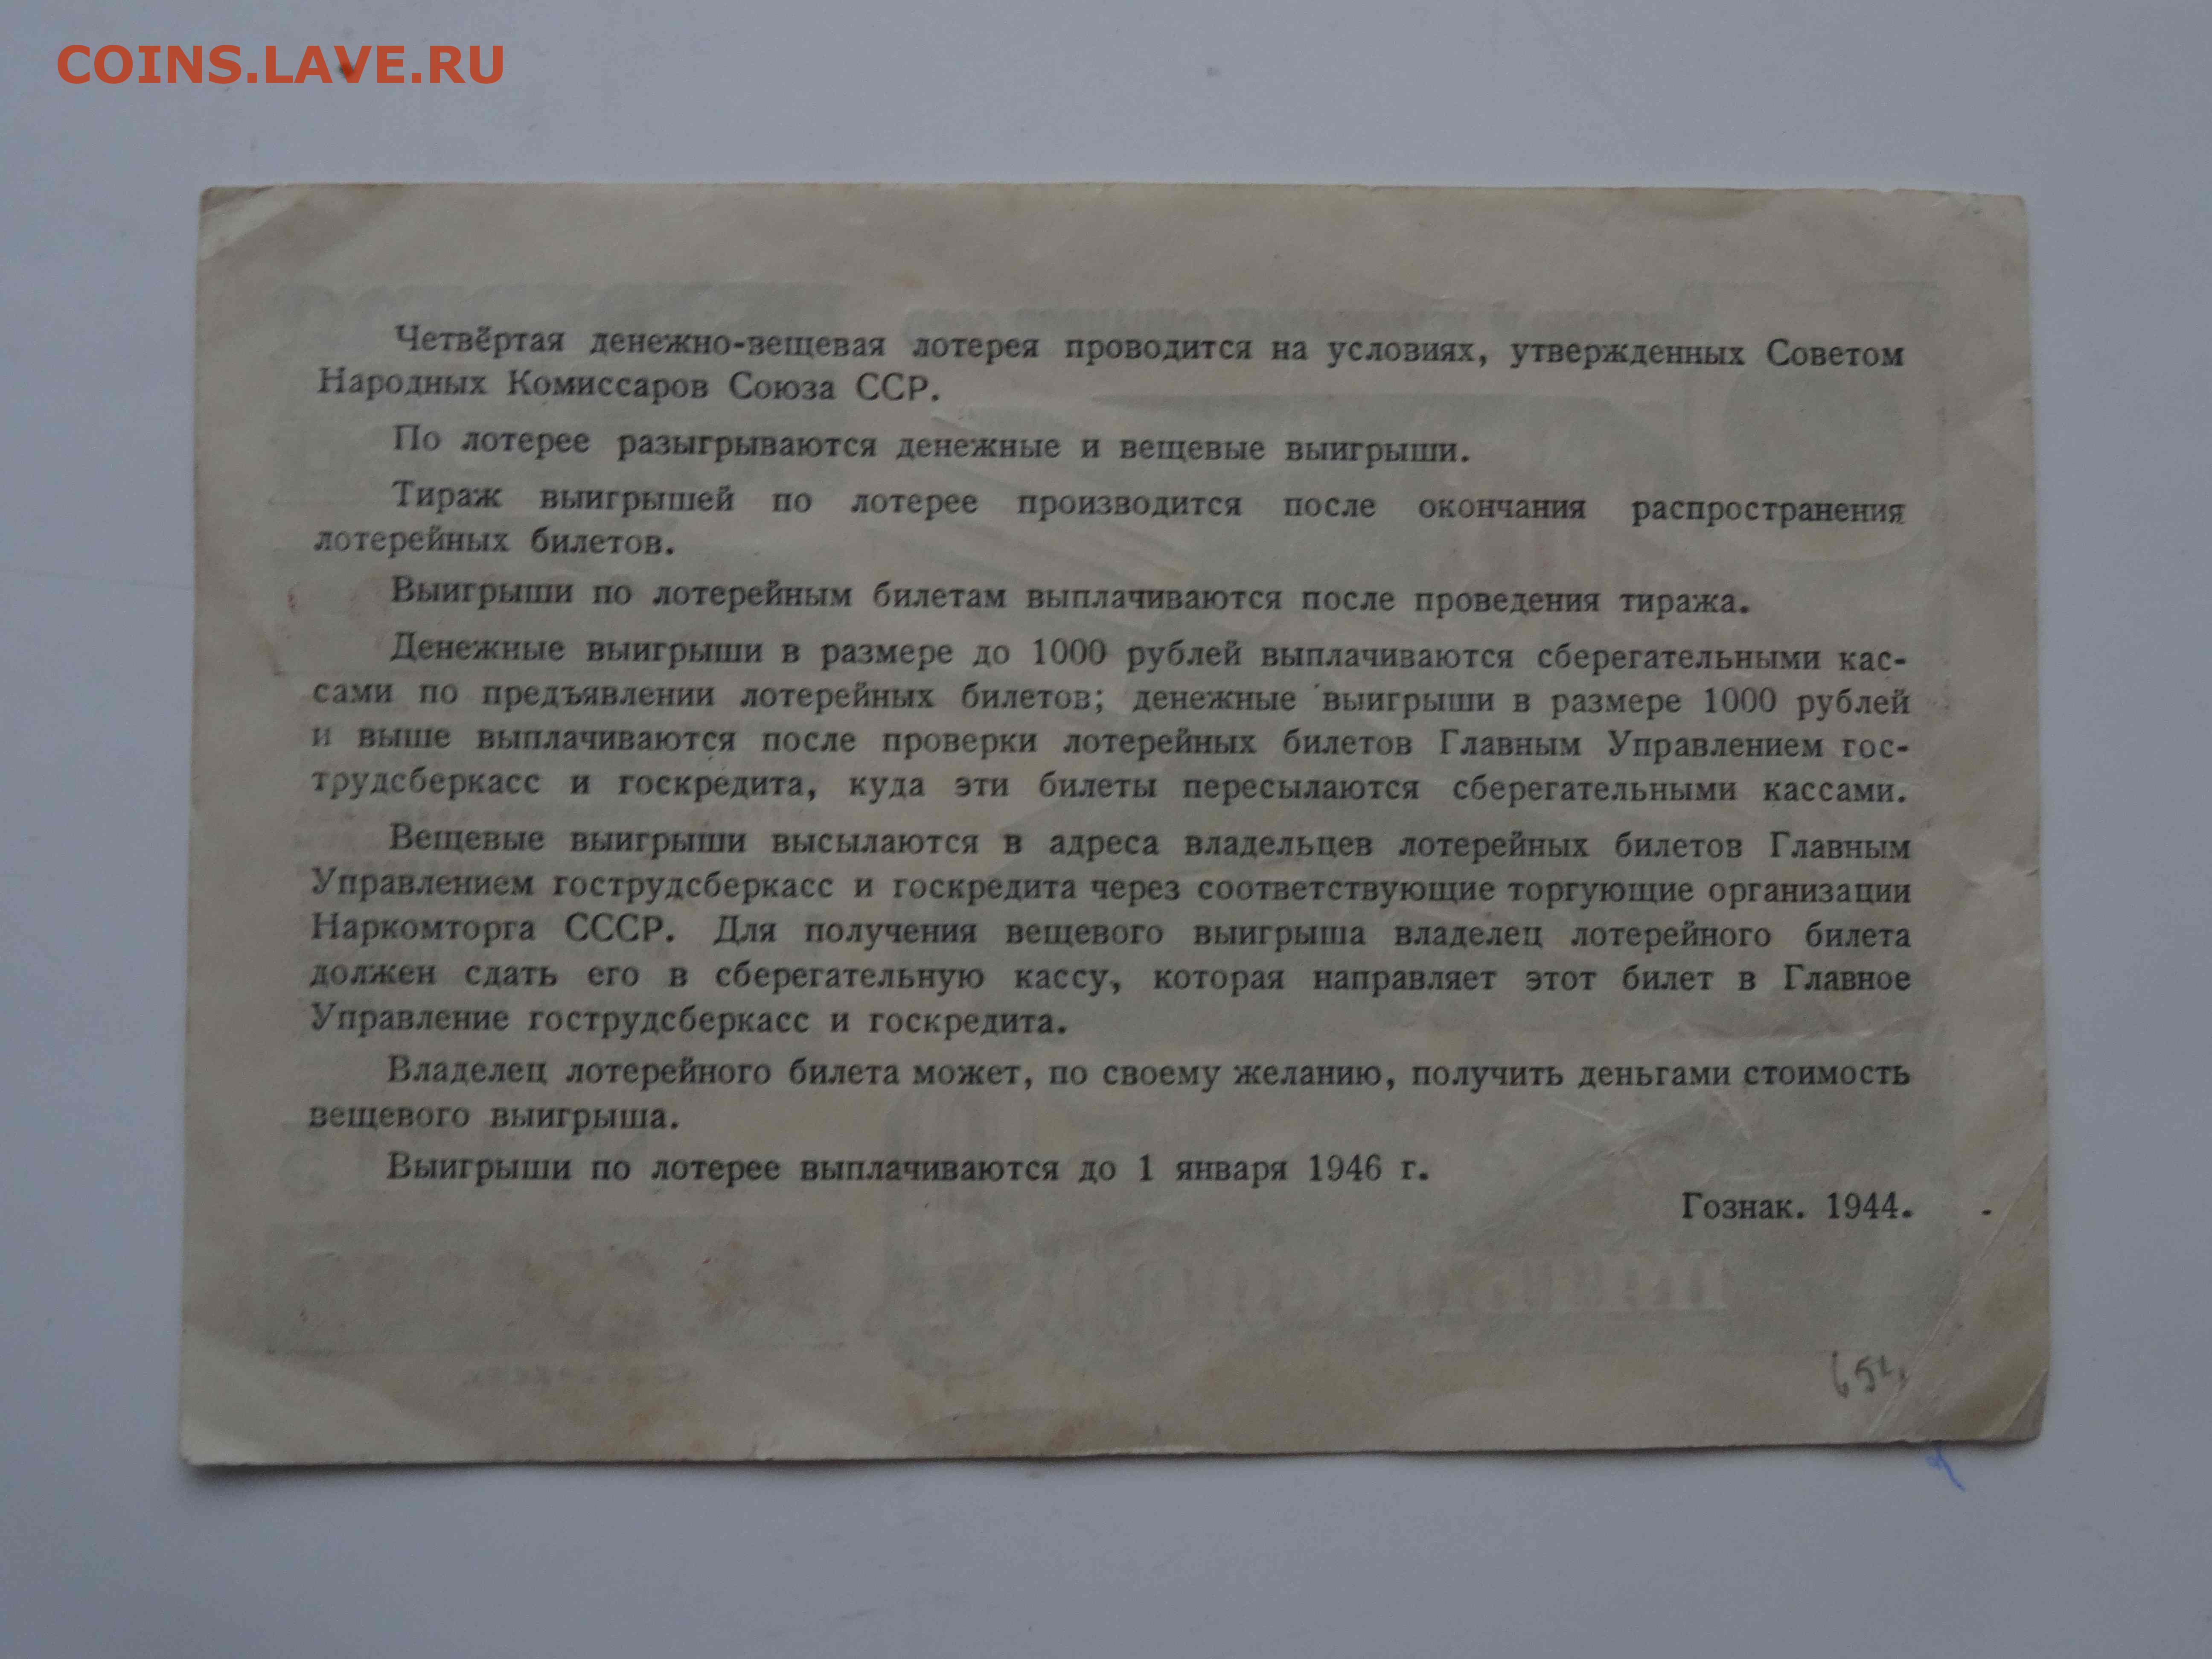 COINS.LAVE.RU
Четвёртая денежно-вещевая лотерея проводится на условиях, утвержденных Советом
Народных Комиссаров Союза ССР.
По лотерее разыгрываются денежные и вещевые выигрыши.
Тираж выигрышей по лотерее производится после окончания распространения
лотерейных билетов.
Выигрыши по лотерейным билетам выплачиваются после проведения тиража.
Денежные выигрыши в размере до 1000 рублей выплачиваются сберегательными кас-
сами по предъявлении лотерейных билетов; денежные выигрыши в размере 1000 рублей
и выше выплачиваются после проверки лотерейных билетов Главным Управлением гос-
трудсберкасс и госкредита, куда эти билеты пересылаются сберегательными кассами.
Вещевые выигрыши высылаются в адреса владельцев лотерейных билетов Главным
Управлением гострудсберкасс и госкредита через соответствующие торгующие организации
Наркомторга СССР. Для получения вещевого выигрыша владелец лотерейного билета
должен сдать его в сберегательную кассу, которая направляет этот билет в Главное
Управление гострудсберкасс и госкредита.
Владелец лотерейного билета может, по своему желанию, получить деньгами стоимость
вещевого выигрыша.
Выигрыши по лотерее выплачиваются до 1 января 1946 г.
Гознак. 1944.